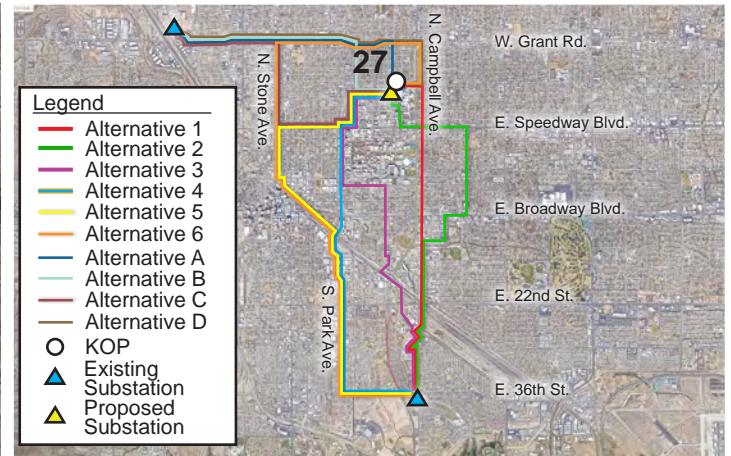 27
W. Grant Rd.
N. Stone Ave.
N. Campbell Ave.
E. Speedway Blvd.
E. Broadway Blvd.
E. 22nd St.
S. Park Ave.
E. 36th St.
Legend
Alternative 1
Alternative 2
Alternative 3
Alternative 4
Alternative 5
Alternative 6
Alternative A
Alternative B
Alternative C
Alternative D
KOP
Existing
Substation
Proposed
Substation